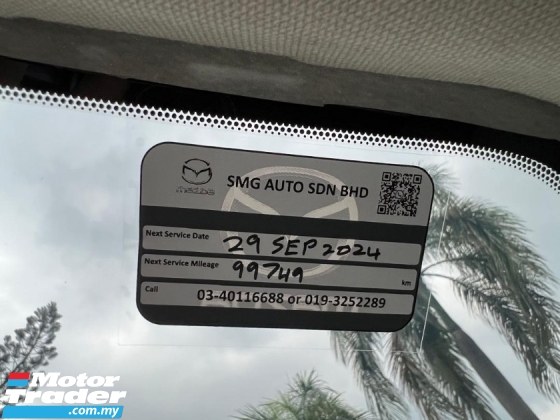 mazda
SMG AUTO SDN BHD
Next Service Date
29 SEP 2024
Next Service Mileage
99749
km
Call
03-40116688 or 019-3252289
Motor
Trader
.com.my